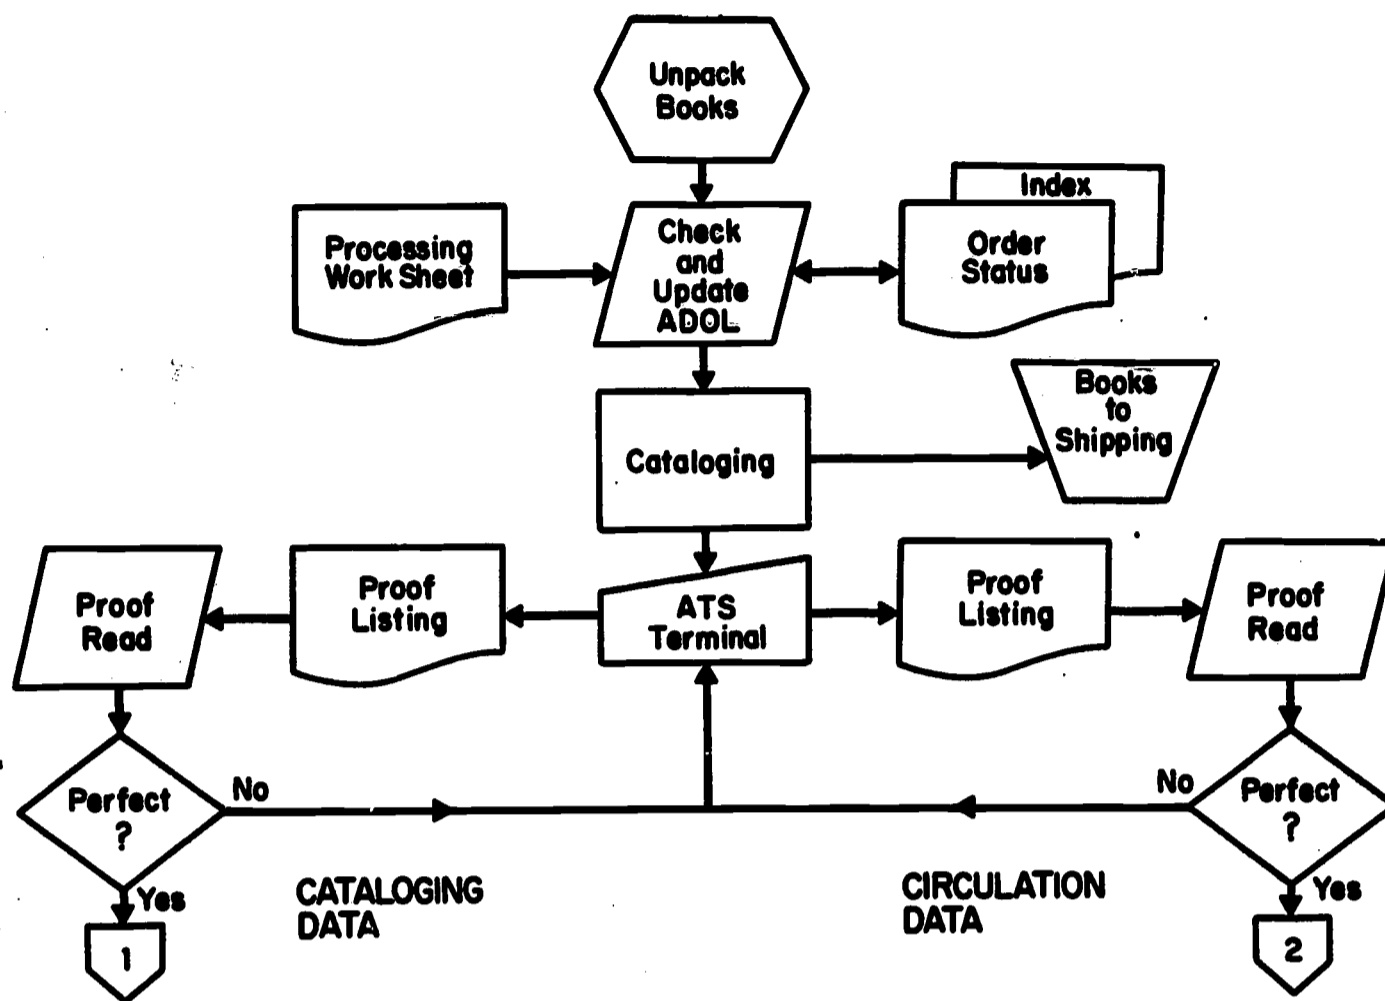 Unpack
Books
Index
Processing
Work Sheet
Check
and
Update
ADOL
Order
Status
Books
to
Shipping
Cataloging
Proof
Read
Proof
Listing
ATS
Terminal
Proof
Listing
Proof
Read
Perfect
?
No
No
Perfect
?
Yes
CATALOGING
DATA
CIRCULATION
DATA
Yes
1
2